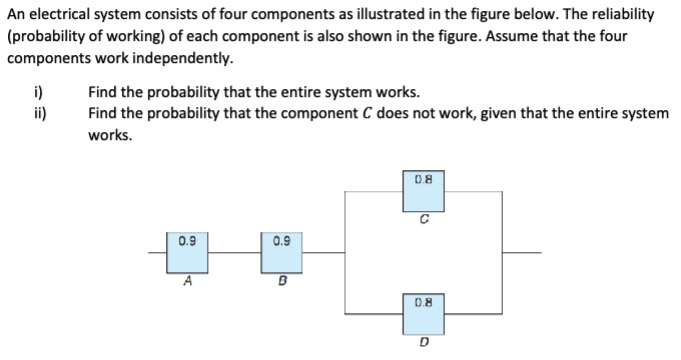 An electrical system consists of four components as illustrated in the figure below. The reliability
(probability of working) of each component is also shown in the figure. Assume that the four
components work independently.
i) Find the probability that the entire system works.
ii) Find the probability that the component C does not work, given that the entire system
works.
0.8
C
0.9
0.9
A
B
0.8
D